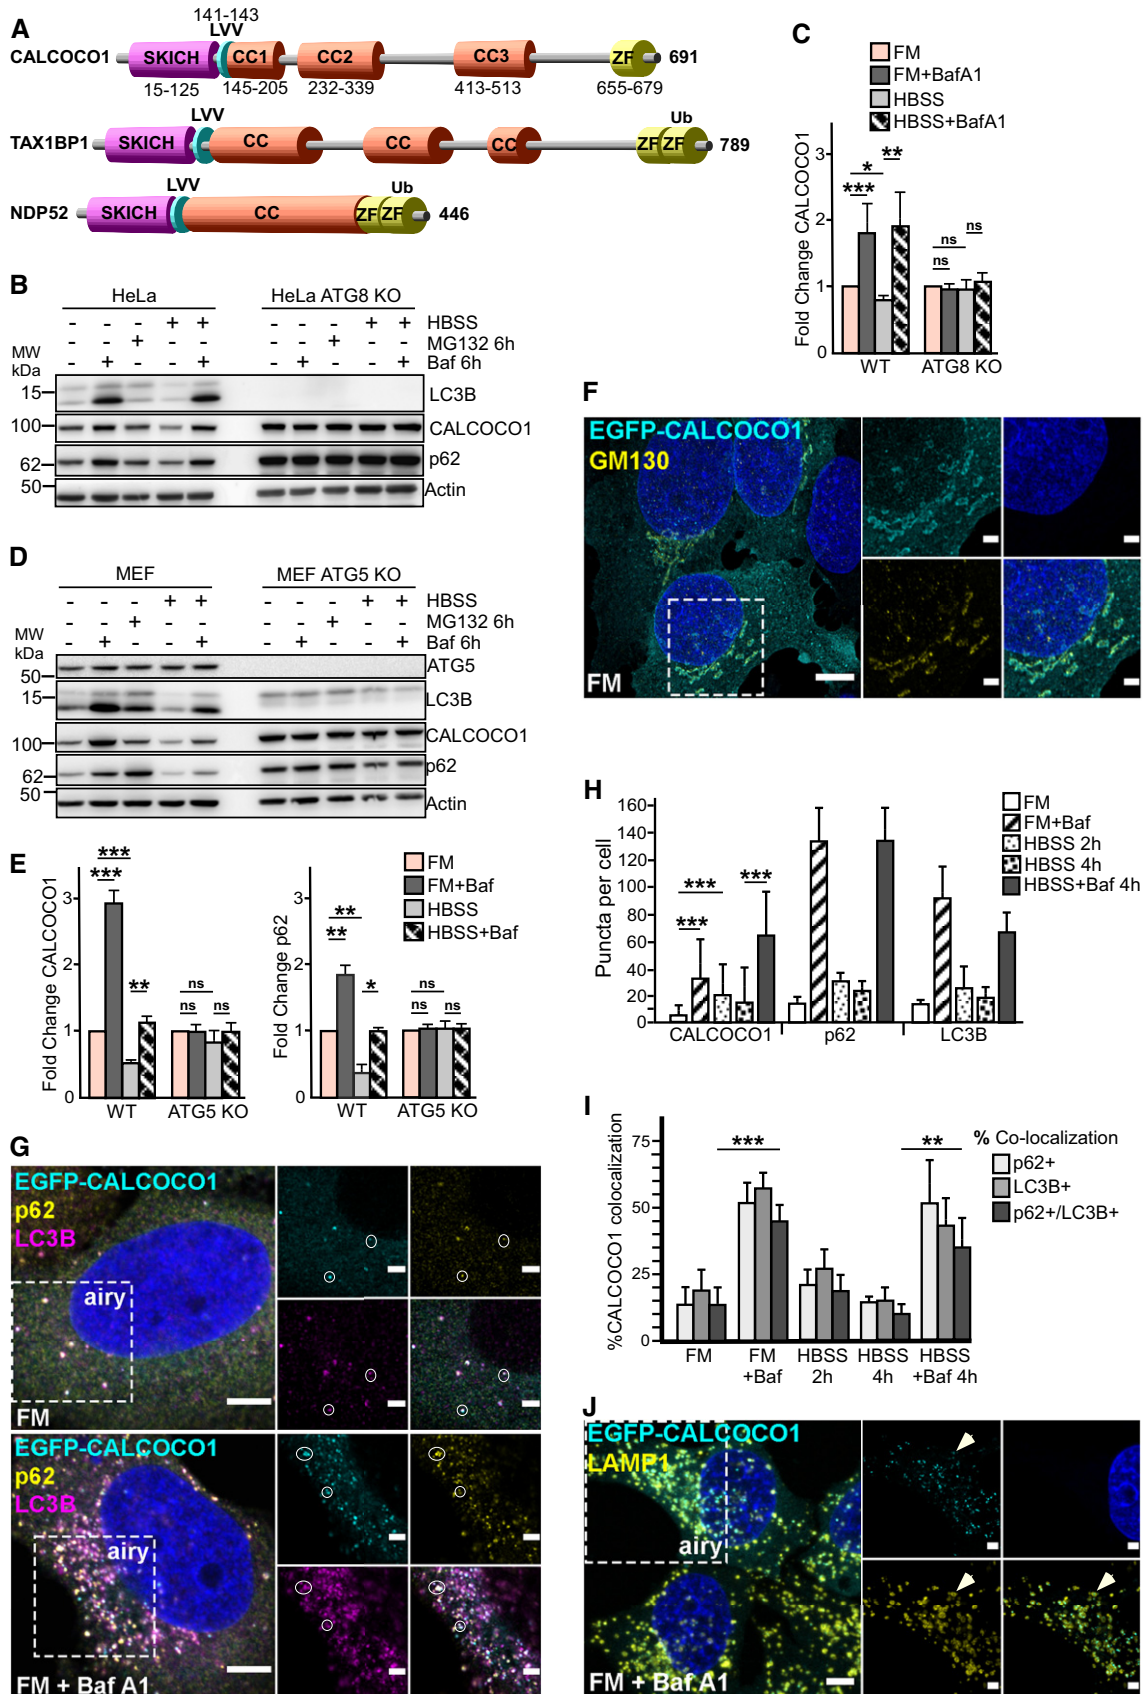 A
141-143
LVV
CALCOCO1 SKICH CC1 CC2 CC3 ZF 691
15-125 145-205 232-339 413-513 655-679
LVV Ub
TAX1BP1 SKICH CC CC CC ZF ZF 789
LVV Ub
NDP52 SKICH CC ZF ZF 446
B
HeLa HeLa ATG8 KO
- - - + + - - - + + HBSS
- - + - - - - + - - MG132 6h
- + - - + - + - - + Baf 6h
MW
kDa
15 LC3B
100 CALCOCO1
62 p62
50 Actin
C
FM
FM+BafA1
HBSS
HBSS+BafA1
Fold Change CALCOCO1
3
2
1
0
*** * **
ns ns ns
WT ATG8 KO
D
MEF MEF ATG5 KO
- - - + + - - - + + HBSS
- - + - - - - + - - MG132 6h
- + - - + - + - - + Baf 6h
MW
kDa
50 ATG5
15 LC3B
100 CALCOCO1
62 p62
50 Actin
E
Fold Change CALCOCO1
3
2
1
0
***
***
**
ns
ns ns
WT ATG5 KO
Fold Change p62
3
2
1
0
**
**
*
ns
ns ns
WT ATG5 KO
FM
FM+Baf
HBSS
HBSS+Baf
F
EGFP-CALCOCO1
GM130
FM
G
EGFP-CALCOCO1
p62
LC3B
airy
FM
EGFP-CALCOCO1
p62
LC3B
airy
FM + Baf A1
H
Puncta per cell
160
140
120
100
80
60
40
20
0
***
***
***
CALCOCO1 p62 LC3B
FM
FM+Baf
HBSS 2h
HBSS 4h
HBSS+Baf 4h
I
%CALCOCO1 colocalization
75
50
25
0
*** **
% Co-localization
p62+
LC3B+
p62+/LC3B+
FM FM HBSS HBSS HBSS
+Baf 2h 4h +Baf 4h
J
EGFP-CALCOCO1
LAMP1
airy
FM + Baf A1